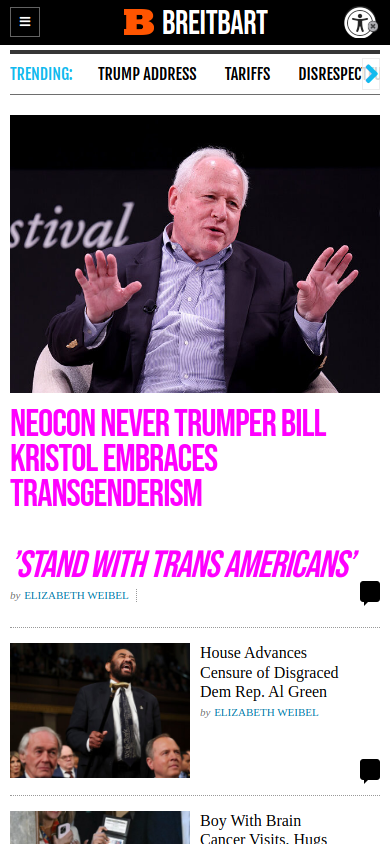 BREITBART
TRENDING: TRUMP ADDRESS TARIFFS DISRESPEC
stival
NEOCON NEVER TRUMPER BILL
KRISTOL EMBRACES
TRANSGENDERISM
'STAND WITH TRANS AMERICANS'
by ELIZABETH WEIBEL
House Advances
Censure of Disgraced
Dem Rep. Al Green
by ELIZABETH WEIBEL
Boy With Brain
Cancer Visits, Hugs